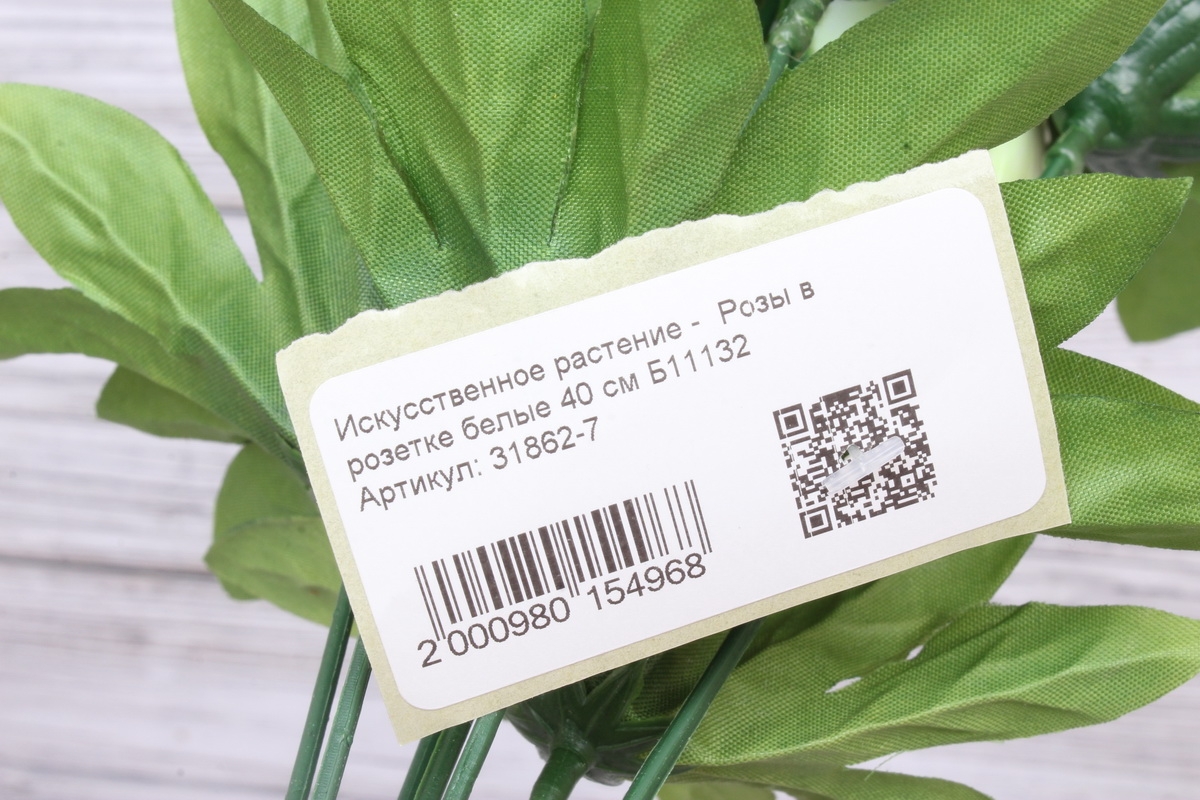 Искусственное растение - Розы в
розетке белые 40 см Б11132
Артикул: 31862-7
2 000980 154968